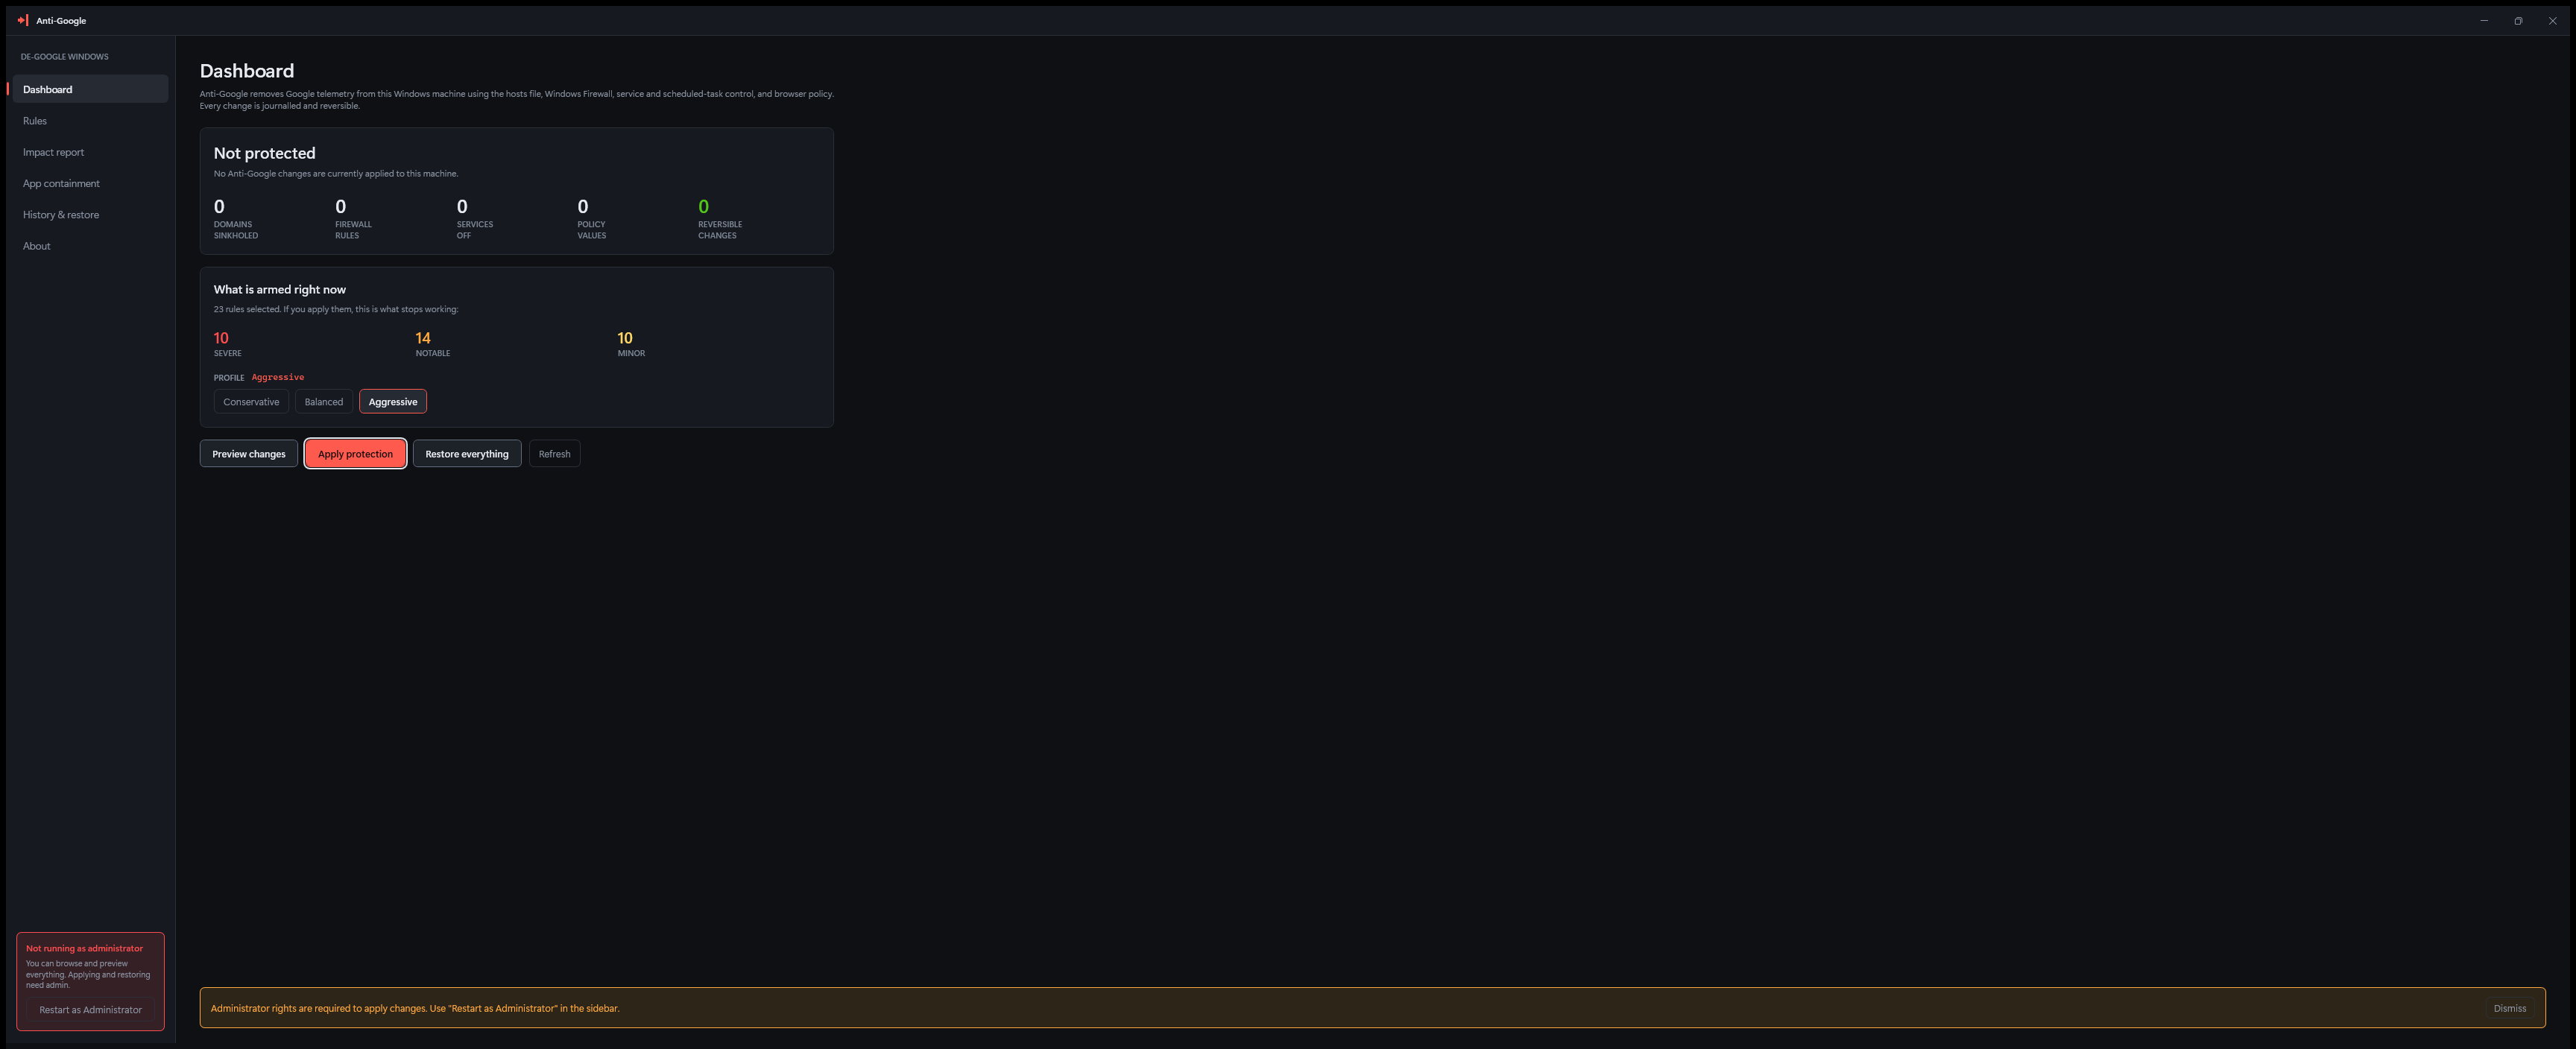 Anti-Google
DE-GOOGLE WINDOWS
Dashboard
Rules
Impact report
App containment
History & restore
About
Not running as administrator
You can browse and preview
everything. Applying and restoring
need admin.
Restart as Administrator
Dashboard
Anti-Google removes Google telemetry from this Windows machine using the hosts file, Windows Firewall, service and scheduled-task control, and browser policy.
Every change is journalled and reversible.
Not protected
No Anti-Google changes are currently applied to this machine.
0 0 0 0 0
DOMAINS FIREWALL SERVICES POLICY REVERSIBLE
SINKHOLED RULES OFF VALUES CHANGES
What is armed right now
23 rules selected. If you apply them, this is what stops working:
10 14 10
SEVERE NOTABLE MINOR
PROFILE Aggressive
Conservative Balanced Aggressive
Preview changes Apply protection Restore everything Refresh
Administrator rights are required to apply changes. Use "Restart as Administrator" in the sidebar. Dismiss